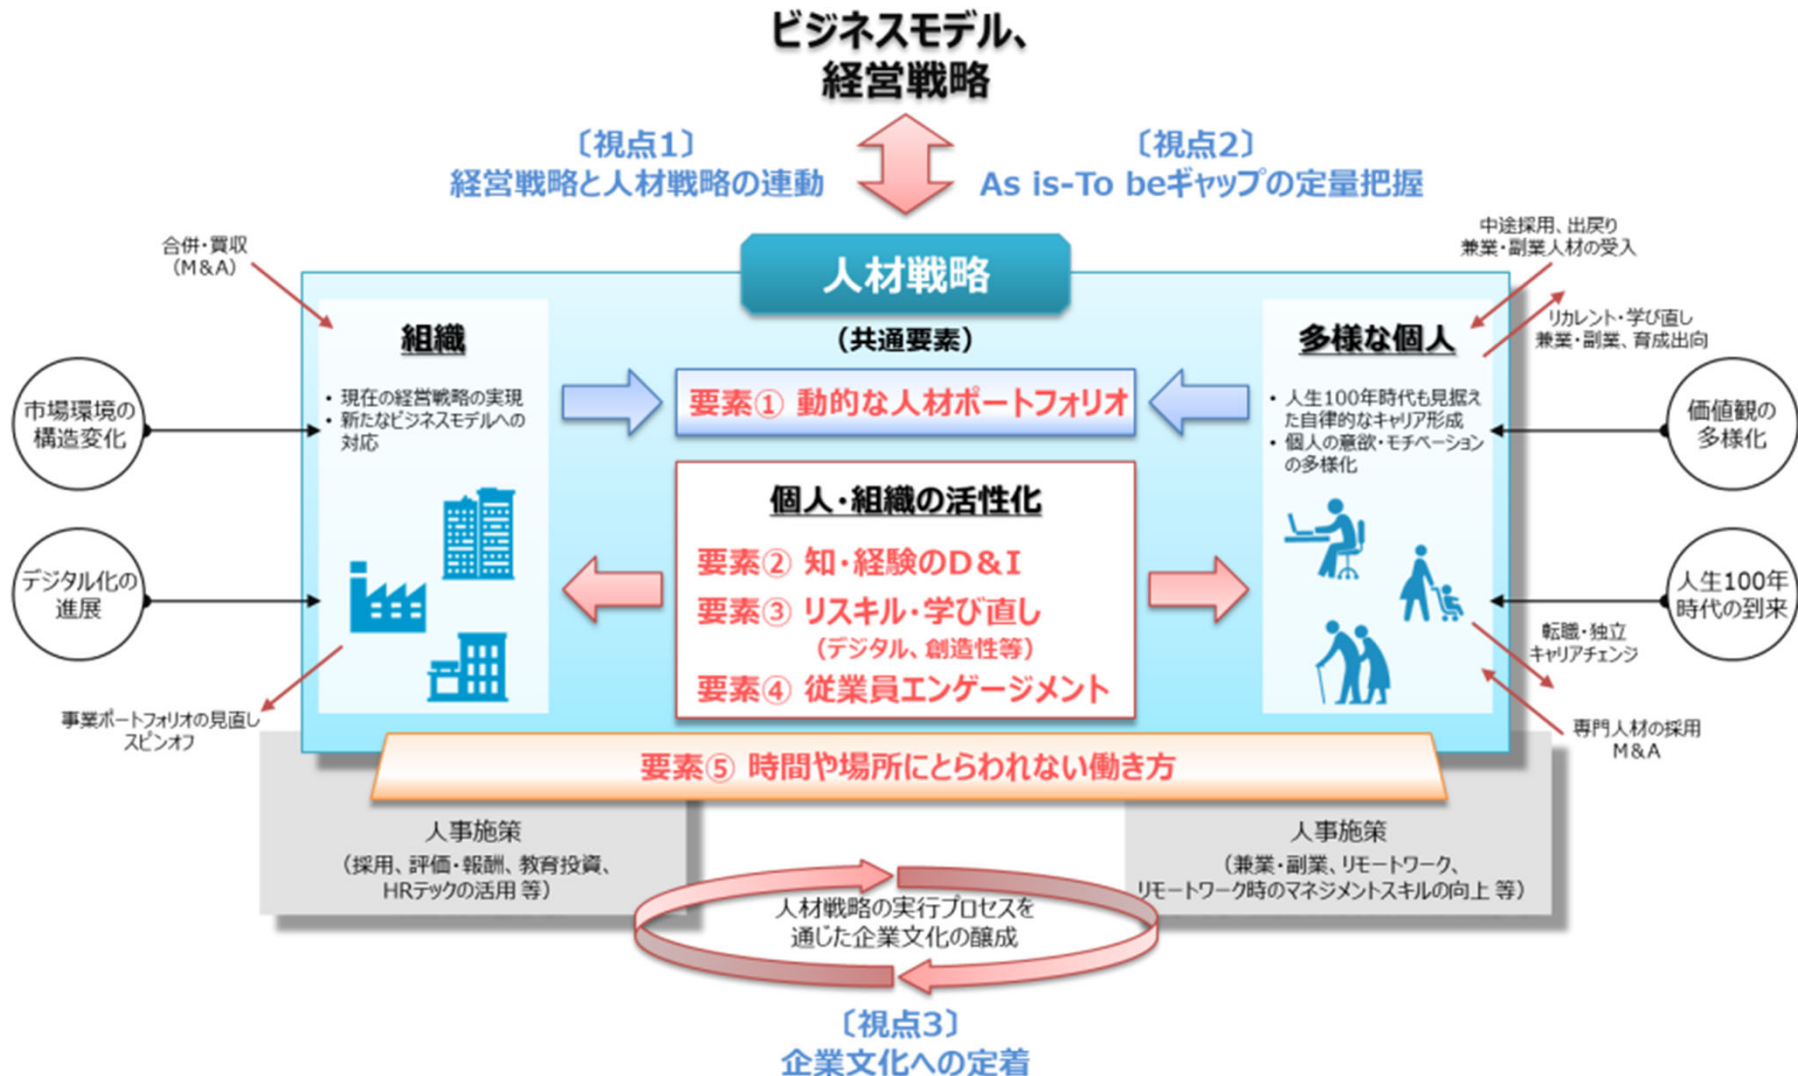 ビジネスモデル、
経営戦略
〔視点1〕
経営戦略と人材戦略の連動
〔視点2〕
As is-To beギャップの定量把握
合併・買収
（M&A）
中途採用、出戻り
兼業・副業人材の受入
人材戦略
（共通要素）
リカレント・学び直し
兼業・副業、育成出向
組織
• 現在の経営戦略の実現
• 新たなビジネスモデルへの
対応
多様な個人
• 人生100年時代も見据え
た自律的なキャリア形成
• 個人の意欲・モチベーション
の多様化
要素① 動的な人材ポートフォリオ
市場環境の
構造変化
価値観の
多様化
個人・組織の活性化
要素② 知・経験のD&I
要素③ リスキル・学び直し
（デジタル、創造性等）
要素④ 従業員エンゲージメント
デジタル化の
進展
人生100年
時代の到来
転職・独立
キャリアチェンジ
事業ポートフォリオの見直し
スピンオフ
専門人材の採用
M&A
要素⑤ 時間や場所にとらわれない働き方
人事施策
（採用、評価・報酬、教育投資、
HRテックの活用 等）
人事施策
（兼業・副業、リモートワーク、
リモートワーク時のマネジメントスキルの向上 等）
人材戦略の実行プロセスを
通じた企業文化の醸成
〔視点3〕
企業文化への定着